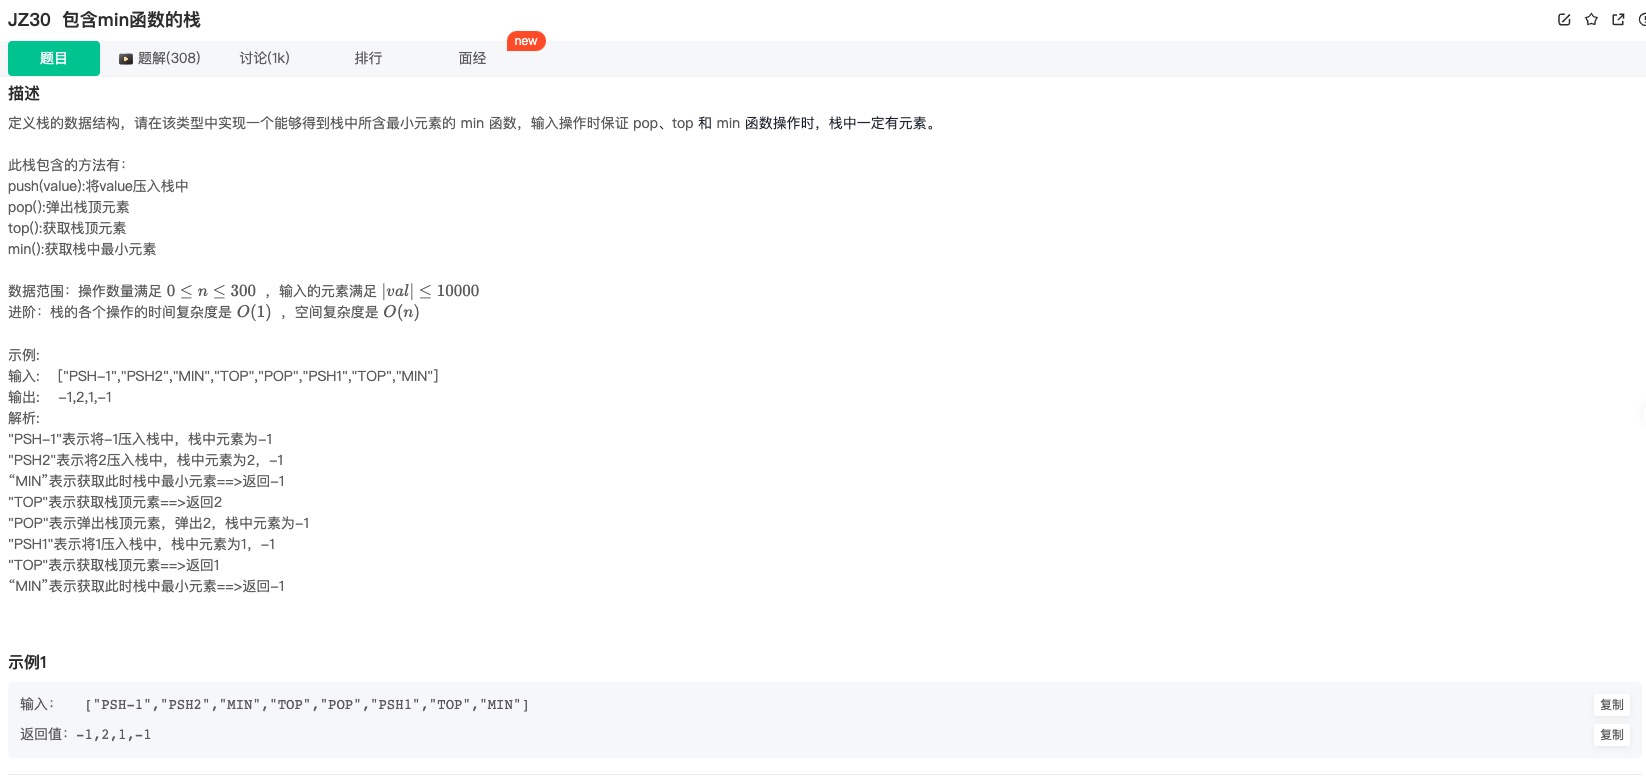 JZ30 包含min函数的栈
题目 题解(308) 讨论(1k) 排行 面经 new
描述
定义栈的数据结构，请在该类型中实现一个能够得到栈中所含最小元素的 min 函数，输入操作时保证 pop、top 和 min 函数操作时，栈中一定有元素。
此栈包含的方法有：
push(value):将value压入栈中
pop():弹出栈顶元素
top():获取栈顶元素
min():获取栈中最小元素
数据范围：操作数量满足 0 ≤ n ≤ 300 ，输入的元素满足 |val| ≤ 10000
进阶：栈的各个操作的时间复杂度是 O(1) ，空间复杂度是 O(n)
示例:
输入: ["PSH-1","PSH2","MIN","TOP","POP","PSH1","TOP","MIN"]
输出: -1,2,1,-1
解析:
"PSH-1"表示将-1压入栈中，栈中元素为-1
"PSH2"表示将2压入栈中，栈中元素为2，-1
“MIN”表示获取此时栈中最小元素==>返回-1
"TOP"表示获取栈顶元素==>返回2
"POP"表示弹出栈顶元素，弹出2，栈中元素为-1
"PSH1"表示将1压入栈中，栈中元素为1，-1
"TOP"表示获取栈顶元素==>返回1
“MIN”表示获取此时栈中最小元素==>返回-1
示例1
输入： ["PSH-1","PSH2","MIN","TOP","POP","PSH1","TOP","MIN"] 复制
返回值：-1,2,1,-1 复制